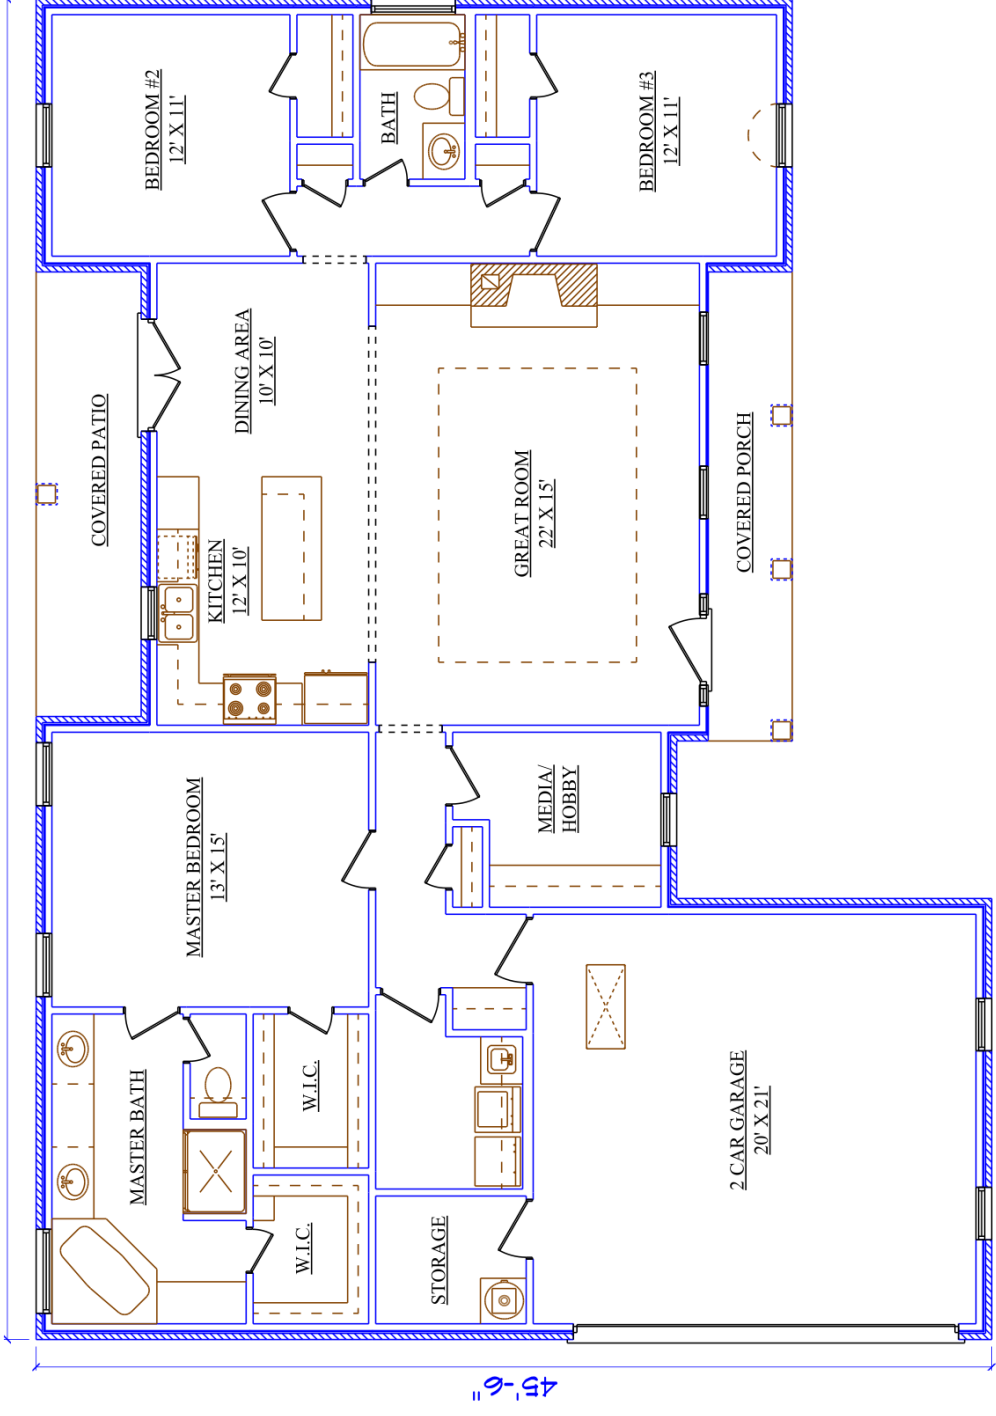 BEDROOM #2
12' X 11'
BATH
BEDROOM #3
12' X 11'
COVERED PATIO
DINING AREA
10' X 10'
KITCHEN
12' X 10'
GREAT ROOM
22' X 15'
COVERED PORCH
MASTER BEDROOM
13' X 15'
MEDIA/
HOBBY
MASTER BATH
W.I.C.
W.I.C.
STORAGE
2 CAR GARAGE
20' X 21'
45'-6"